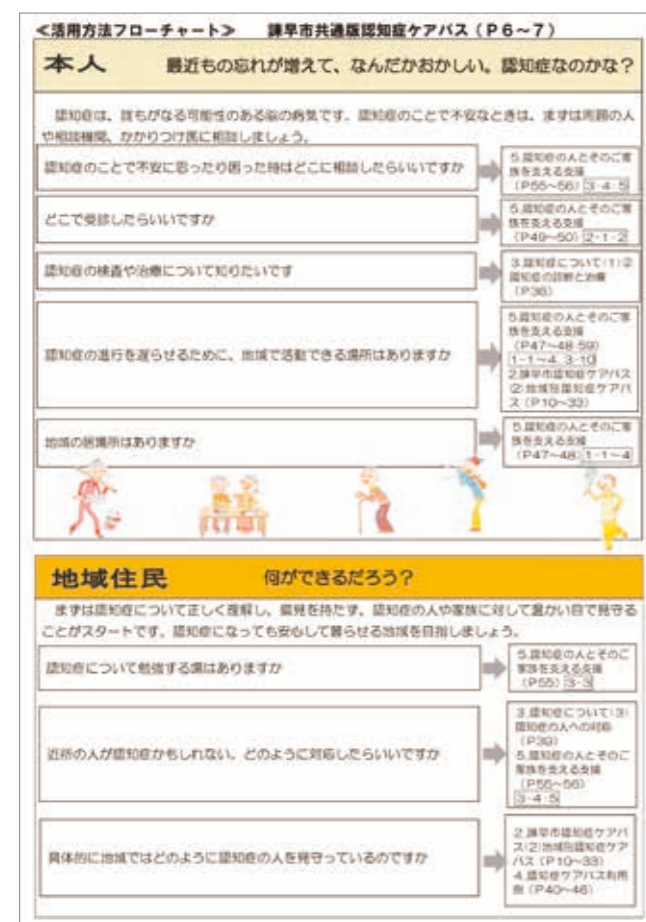 ≪活用方法フローチャート≫　諫早市共通版認知症ケアパス（Ｐ６～７）
本人　最近もの忘れが増えて、なんだかおかしい。認知症なのかな？
認知症は、誰もがなる可能性のある脳の病気です。認知症のことで不安なときは、まずは周囲の人
や相談機関、かかりつけ医に相談しましょう。
認知症のことで不安に思ったり困った時はどこに相談したらいいですか
5.認知症の人とそのご家
族を支える支援
（P55～56）3-4・5
どこで受診したらいいですか
5.認知症の人とそのご家
族を支える支援
（P49～50）2-1・2
認知症の検査や治療について知りたいです
3.認知症について(1)②
認知症の診断と治療
（P36）
認知症の進行を遅らせるために、地域で活動できる場所はありますか
5.認知症の人とそのご家
族を支える支援
（P47～48・59）
1-1～4、3-10
2.諫早市認知症ケアパス
(2)地域別認知症ケアパ
ス（P10～33）
地域の居場所はありますか
5.認知症の人とそのご家
族を支える支援
（P47～48）1-1～4
地域住民　何ができるだろう？
まずは認知症について正しく理解し、偏見を持たず、認知症の人や家族に対して温かい目で見守る
ことがスタートです。認知症になっても安心して暮らせる地域を目指しましょう。
認知症について勉強する場はありますか
5.認知症の人とそのご
家族を支える支援
（P55）3-3
近所の人が認知症かもしれない、どのように対応したらいいですか
3.認知症について(3)
認知症の人への対応
（P39）
5.認知症の人とそのご
家族を支える支援
（P55～56）
3-4・5
具体的に地域ではどのように認知症の人を見守っているのですか
2.諫早市認知症ケアパ
ス(2)地域別認知症ケア
パス（P10～33）
4.認知症ケアパス利用
例（P40～46）